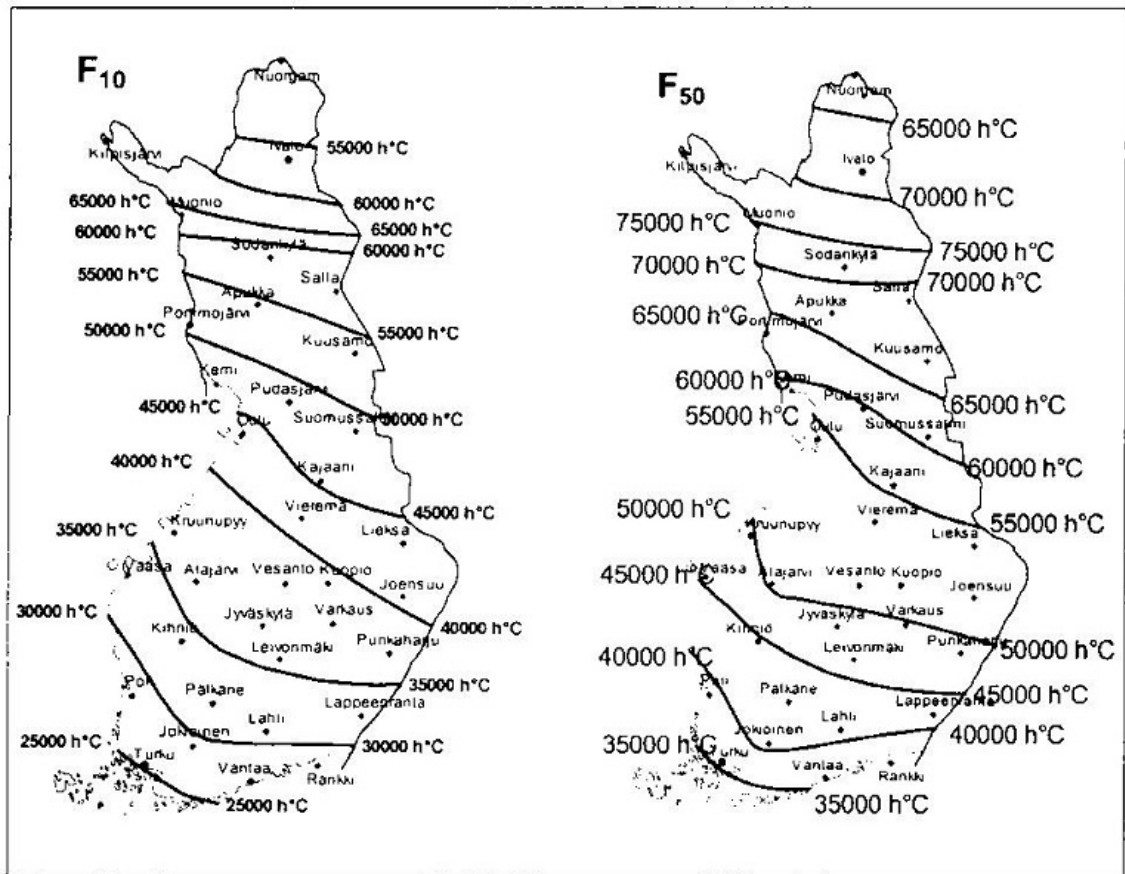 F10
Nuorgam
55000 h°C
Ivalo
Kilpisjärvi
60000 h°C
65000 h°C
Muonio
65000 h°C
60000 h°C
Sodankylä
60000 h°C
55000 h°C
Salla
Apukka
Porttimojärvi
50000 h°C
55000 h°C
Kuusamo
Kemi
Pudasjärvi
45000 h°C
Suomussalmi
50000 h°C
Oulu
40000 h°C
Kajaani
Vieremä
45000 h°C
35000 h°C
Kruunupyy
Lieksa
Vaasa
Alajärvi
Vesanto
Kuopio
Joensuu
30000 h°C
Jyväskylä
Varkaus
40000 h°C
Kihniö
Leivonmäki
Punkaharju
35000 h°C
Pori
Pälkäne
Lappeenranta
Lahti
25000 h°C
Jokioinen
30000 h°C
Turku
Vantaa
Rankki
25000 h°C
F50
Nuorgam
65000 h°C
Ivalo
Kilpisjärvi
70000 h°C
Muonio
75000 h°C
75000 h°C
Sodankylä
70000 h°C
70000 h°C
Salla
Apukka
65000 h°C
Kuusamo
60000 h°C
Pudasjärvi
65000 h°C
55000 h°C
Oulu
Suomussalmi
60000 h°C
Kajaani
50000 h°C
Kruunupyy
Vieremä
55000 h°C
Lieksa
45000 h°C
Vaasa
Alajärvi
Vesanto
Kuopio
Joensuu
Jyväskylä
Varkaus
Kihniö
Punkaharju
50000 h°C
40000 h°C
Leivonmäki
Pori
Pälkäne
Lappeenranta
45000 h°C
Jokioinen
Lahti
40000 h°C
35000 h°C
Turku
Vantaa
Rankki
35000 h°C